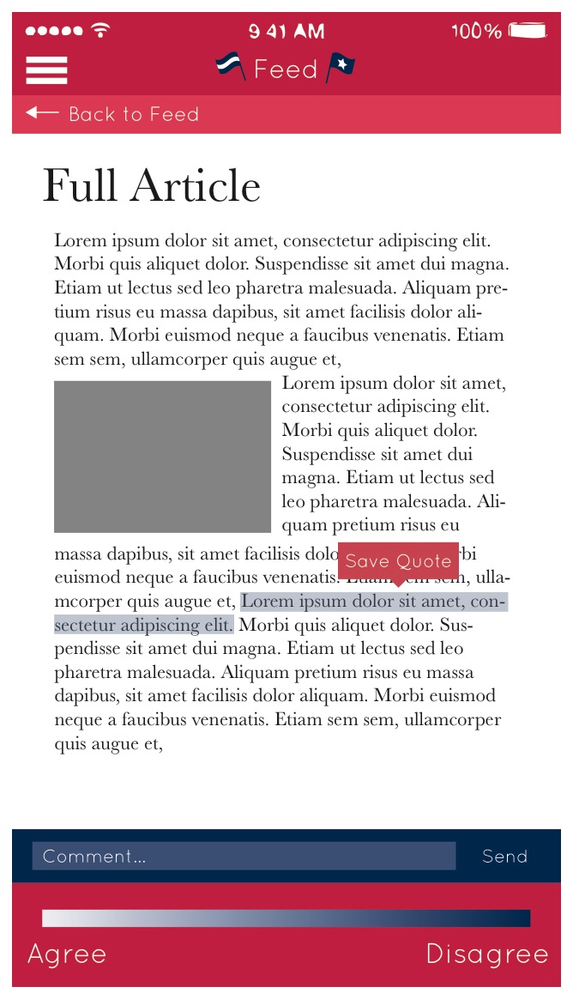 9 41 AM
100%
Feed
Back to Feed
Full Article
Lorem ipsum dolor sit amet, consectetur adipiscing elit.
Morbi quis aliquet dolor. Suspendisse sit amet dui magna.
Etiam ut lectus sed leo pharetra malesuada. Aliquam pre-
tium risus eu massa dapibus, sit amet facilisis dolor ali-
quam. Morbi euismod neque a faucibus venenatis. Etiam
sem sem, ullamcorper quis augue et,
Lorem ipsum dolor sit amet,
consectetur adipiscing elit.
Morbi quis aliquet dolor.
Suspendisse sit amet dui
magna. Etiam ut lectus sed
leo pharetra malesuada. Ali-
quam pretium risus eu
massa dapibus, sit amet facilisis
Save Quote
euismod neque a faucibus venenatis. Etiam sem sem, ulla-
mcorper quis augue et, Lorem ipsum dolor sit amet, con-
sectetur adipiscing elit. Morbi quis aliquet dolor. Sus-
pendisse sit amet dui magna. Etiam ut lectus sed leo
pharetra malesuada. Aliquam pretium risus eu massa
dapibus, sit amet facilisis dolor aliquam. Morbi euismod
neque a faucibus venenatis. Etiam sem sem, ullamcorper
quis augue et,
Comment...
Send
Agree
Disagree